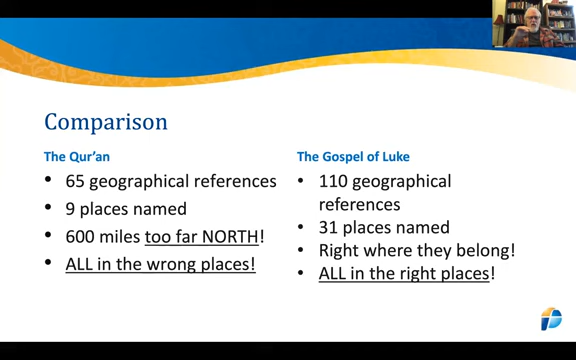 Comparison
The Qur'an
• 65 geographical references
• 9 places named
• 600 miles too far NORTH!
• ALL in the wrong places!
The Gospel of Luke
• 110 geographical
references
• 31 places named
• Right where they belong!
• ALL in the right places!